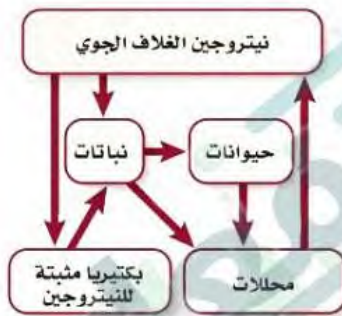 نيتروجين الغلاف الجوي
حيوانات
نباتات
محللات
بكتيريا مثبتة
للنيتروجين